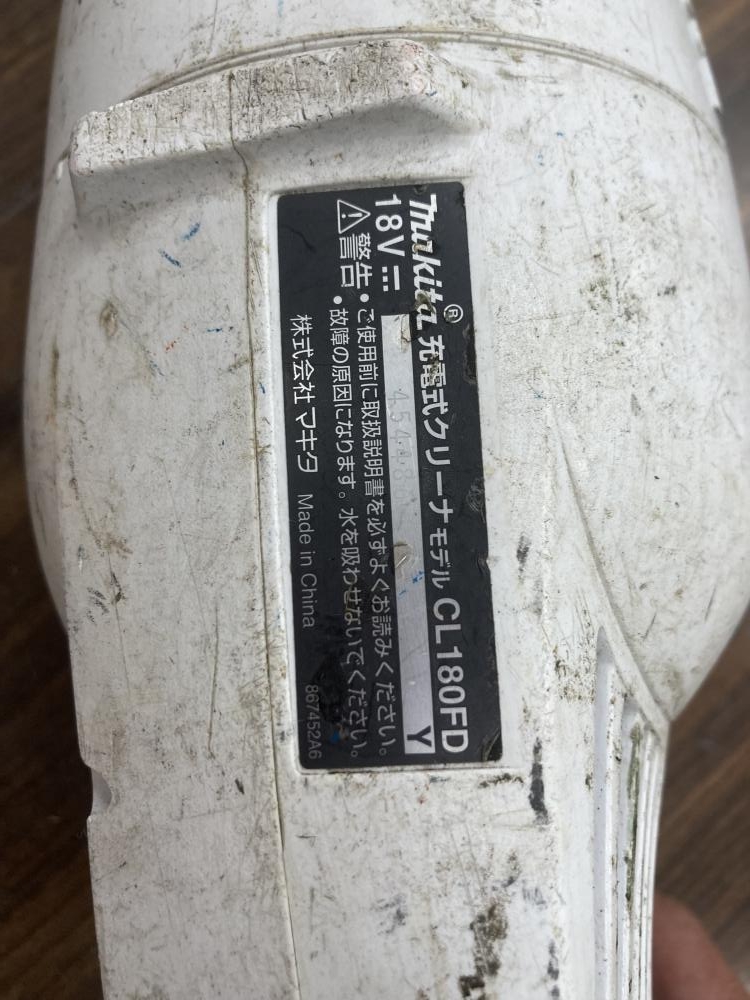 makita® 充電式クリーナ モデル CL180FD
18V ⎓ Y
⚠警告 • ご使用前に取扱説明書を必ずよくお読みください。
• 故障の原因になります。水を吸わせないでください。
株式会社 マキタ Made in China
867452A6